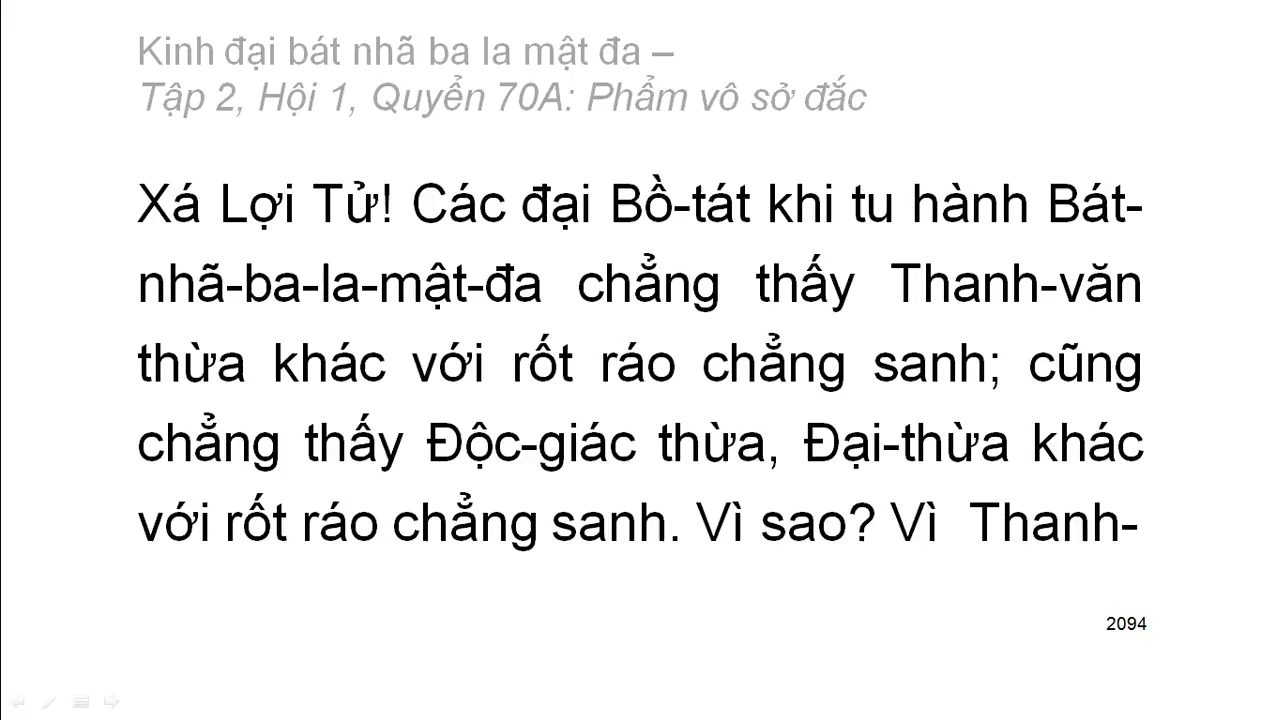 Kinh đại bát nhã ba la mật đa –
Tập 2, Hội 1, Quyển 70A: Phẩm vô sở đắc
Xá Lợi Tử! Các đại Bồ-tát khi tu hành Bát-
nhã-ba-la-mật-đa chẳng thấy Thanh-văn
thừa khác với rốt ráo chẳng sanh; cũng
chẳng thấy Độc-giác thừa, Đại-thừa khác
với rốt ráo chẳng sanh. Vì sao? Vì Thanh-
2094